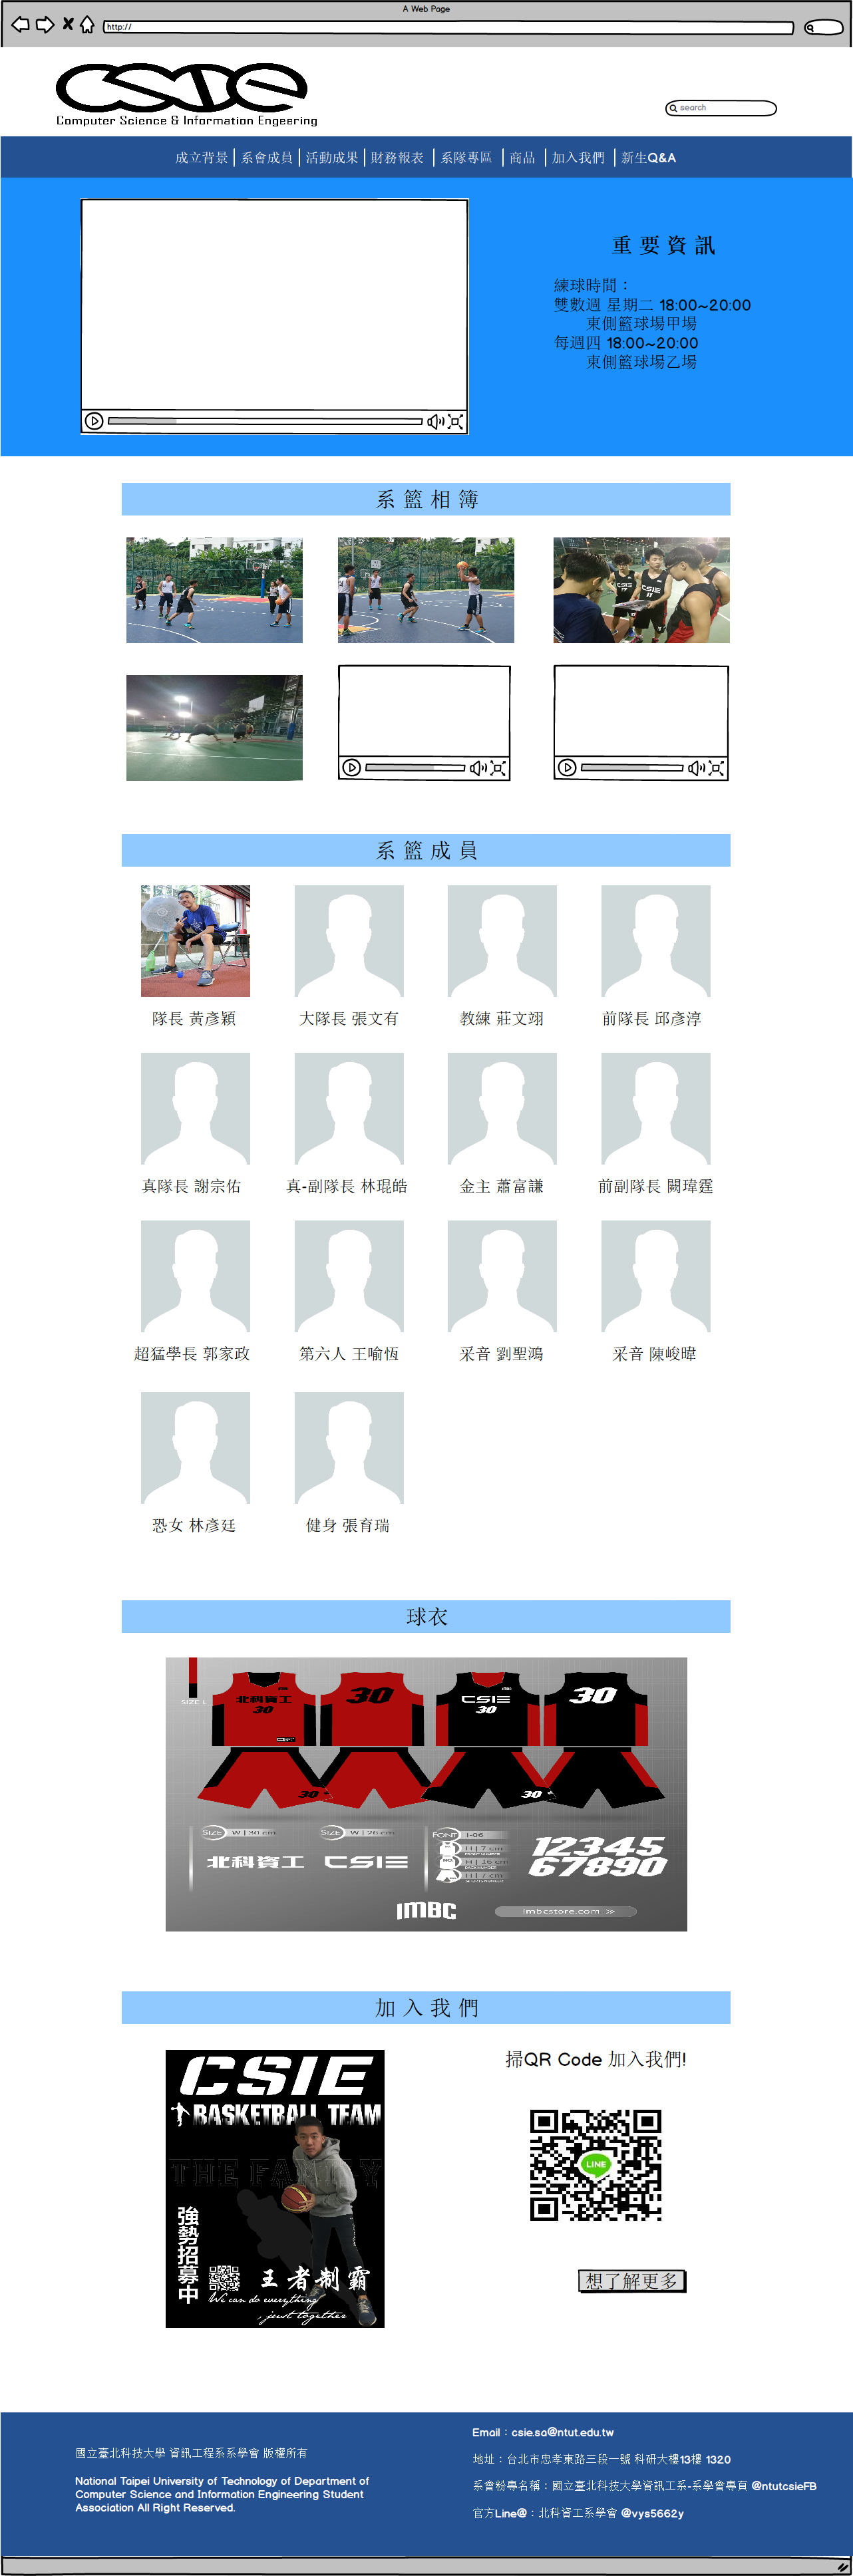 A Web Page
http://
CSIE
Computer Science & Information Engeering
search
成立背景 系會成員 活動成果 財務報表 系隊專區 商品 加入我們 新生Q&A
重要資訊
練球時間：
雙數週 星期二 18:00~20:00
東側籃球場甲場
每週四 18:00~20:00
東側籃球場乙場
系籃相簿
CSIE
CSIE
系籃成員
隊長 黃彥穎
大隊長 張文有
教練 莊文翊
前隊長 邱彥淳
真隊長 謝宗佑
真-副隊長 林琨皓
金主 蕭富謙
前副隊長 闕瑋霆
超猛學長 郭家政
第六人 王喻恆
采音 劉聖鴻
采音 陳峻暐
恐女 林彥廷
健身 張育瑞
球衣
SIZE L
北科資工
30
30
CSIE
30
30
30
30
SIZE W | 30 cm
SIZE W | 26 cm
FONT I-06
H | 7 cm
H | 16 cm
H | 7 cm
北科資工
CSIE
12345
67890
IMBC
imbcstore.com >>
加入我們
CSIE
BASKETBALL TEAM
THE FAMILY
強勢招募中
王者制霸
We can do everything
, just together
掃QR Code 加入我們!
LINE
想了解更多
國立臺北科技大學 資訊工程系系學會 版權所有
National Taipei University of Technology of Department of
Computer Science and Information Engineering Student
Association All Right Reserved.
Email：csie.sa@ntut.edu.tw
地址：台北市忠孝東路三段一號 科研大樓13樓 1320
系會粉專名稱：國立臺北科技大學資訊工系-系學會專頁 @ntutcsieFB
官方Line@：北科資工系學會 @vys5662y